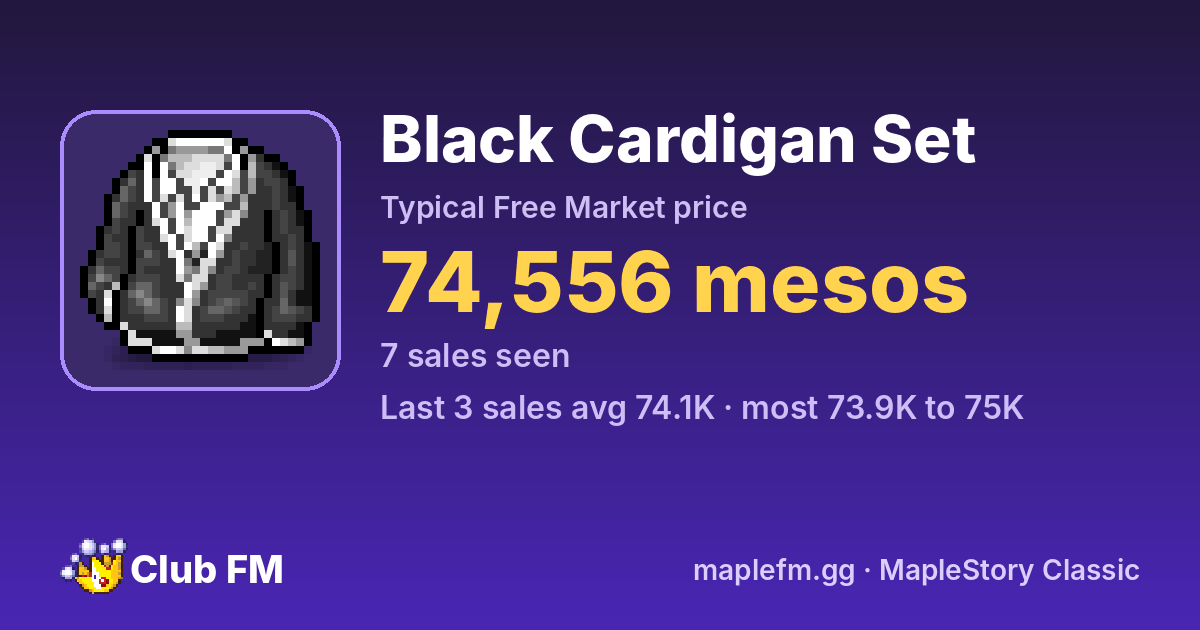 Black Cardigan Set
Typical Free Market price
74,556 mesos
7 sales seen
Last 3 sales avg 74.1K · most 73.9K to 75K
Club FM
maplefm.gg · MapleStory Classic